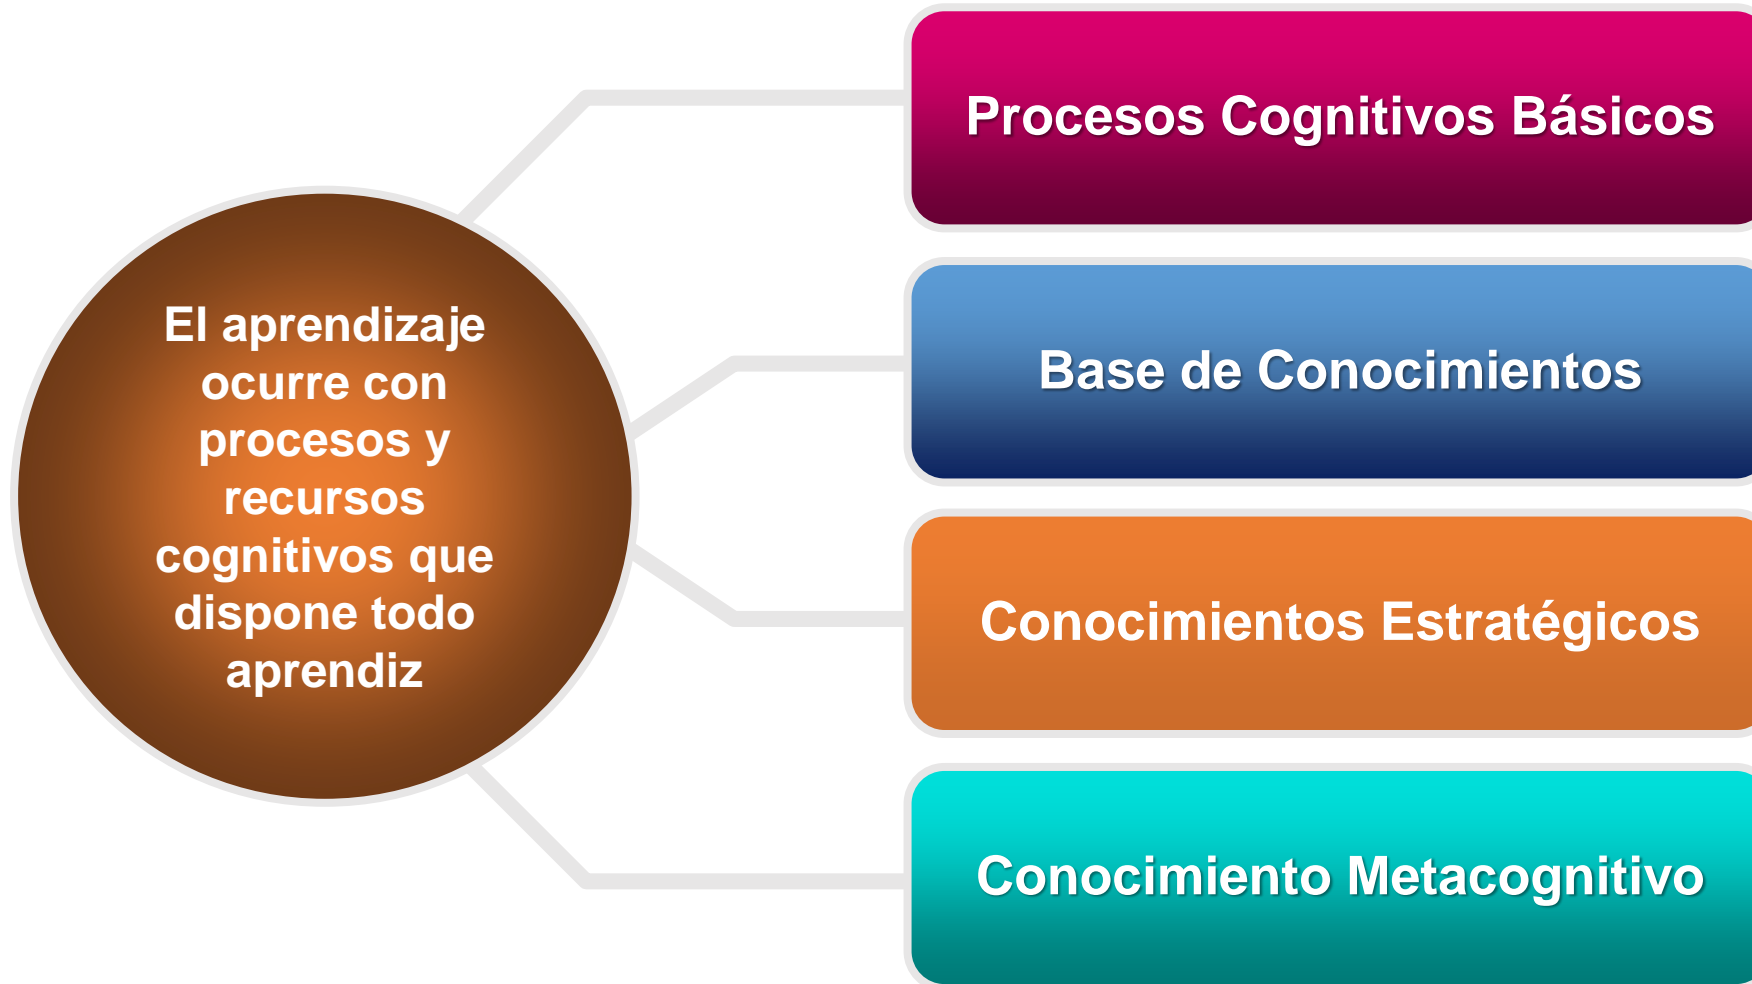 El aprendizaje
ocurre con
procesos y
recursos
cognitivos que
dispone todo
aprendiz
Procesos Cognitivos Básicos
Base de Conocimientos
Conocimientos Estratégicos
Conocimiento Metacognitivo